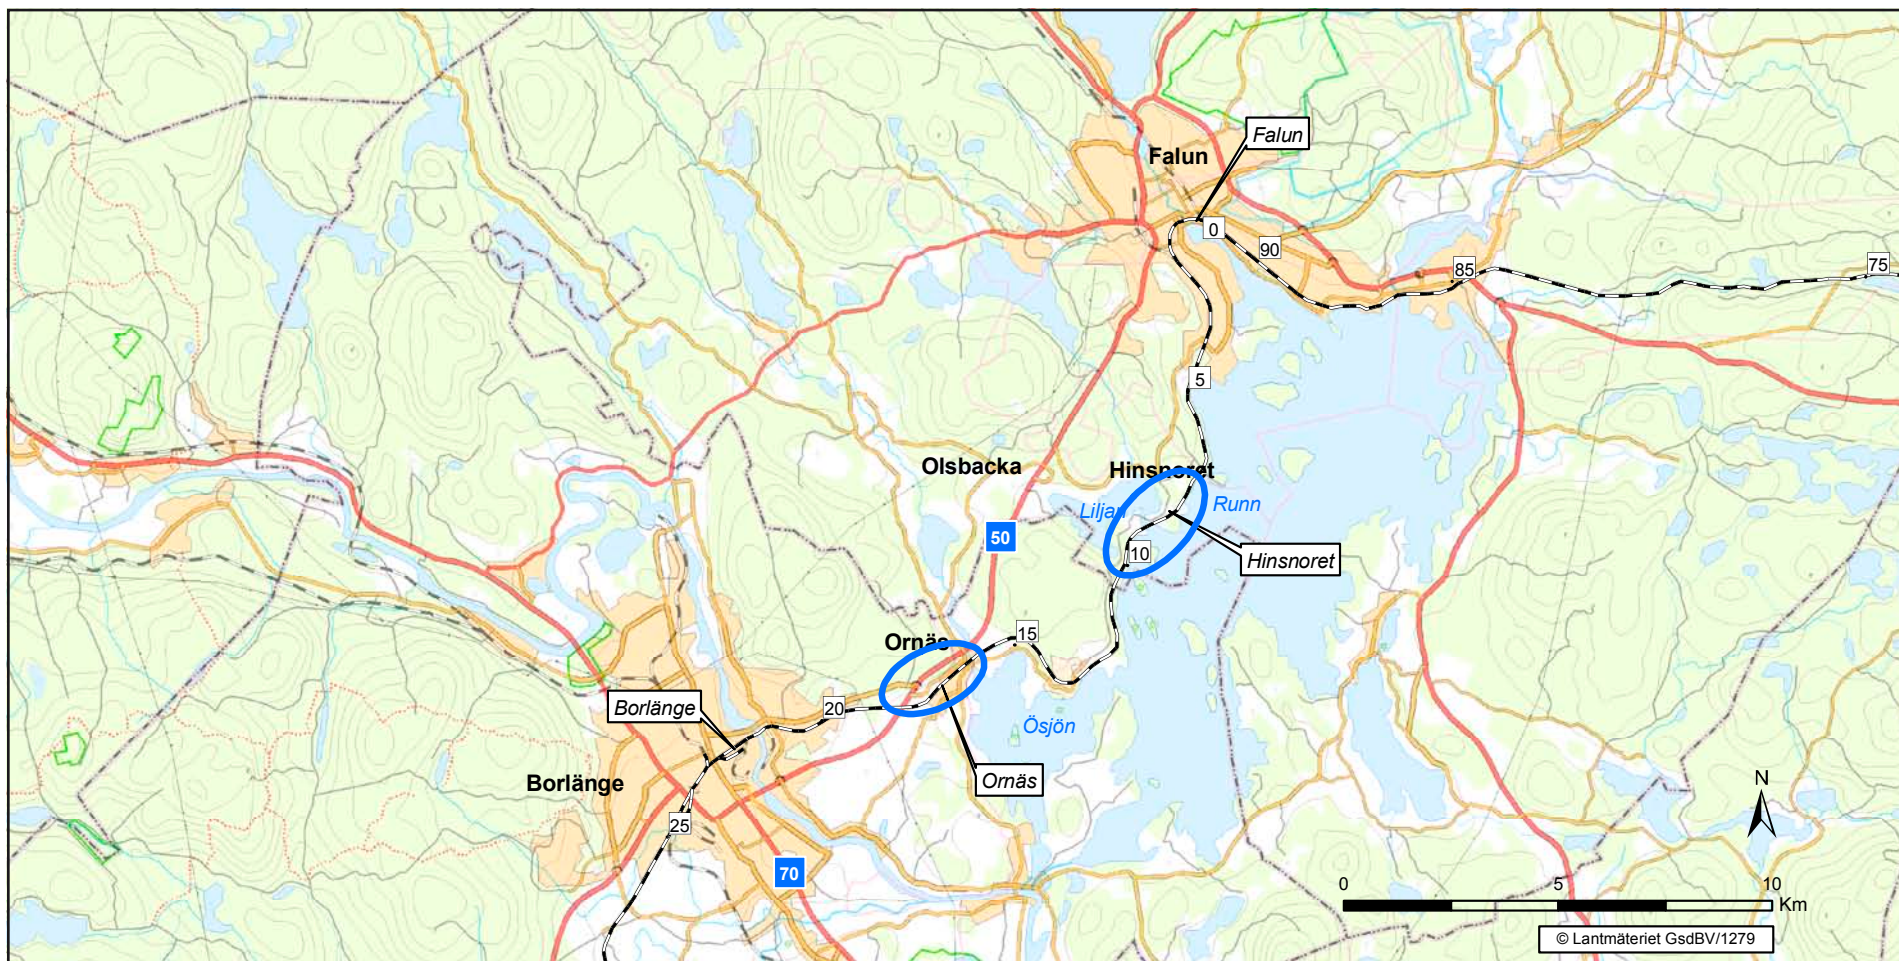 Falun
Falun
0
90
85
75
5
Olsbacka
Hinsnoret
Liljan
Runn
50
10
Hinsnoret
15
Ornäs
20
Borlänge
Ösjön
Ornäs
Borlänge
25
70
N
0 5 10
Km
© Lantmäteriet GsdBV/1279